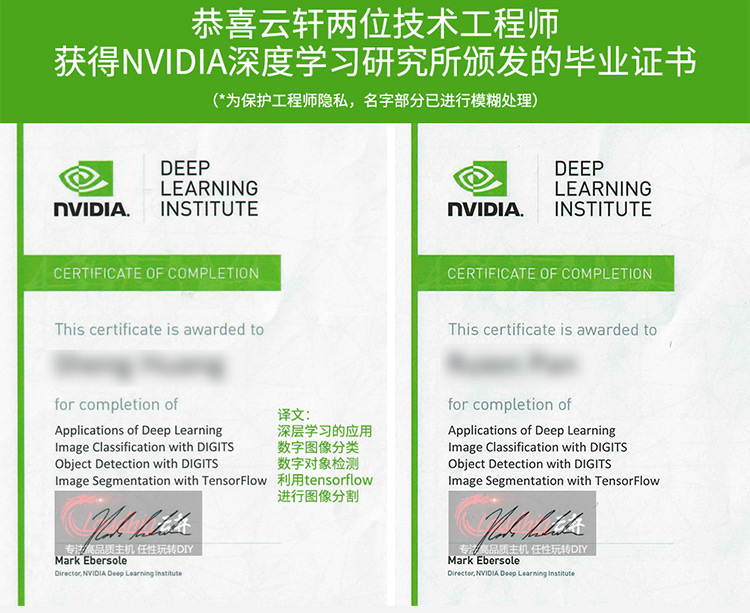 恭喜云轩两位技术工程师
获得NVIDIA深度学习研究所颁发的毕业证书
(*为保护工程师隐私，名字部分已进行模糊处理)
NVIDIA.
DEEP
LEARNING
INSTITUTE
CERTIFICATE OF COMPLETION
This certificate is awarded to
for completion of
Applications of Deep Learning
Image Classification with DIGITS
Object Detection with DIGITS
Image Segmentation with TensorFlow
译文：
深层学习的应用
数字图像分类
数字对象检测
利用tensorflow
进行图像分割
云轩
专注高品质主机 任性玩转DIY
Mark Ebersole
Director, NVIDIA Deep Learning Institute
NVIDIA.
DEEP
LEARNING
INSTITUTE
CERTIFICATE OF COMPLETION
This certificate is awarded to
for completion of
Applications of Deep Learning
Image Classification with DIGITS
Object Detection with DIGITS
Image Segmentation with TensorFlow
云轩
专注高品质主机 任性玩转DIY
Mark Ebersole
Director, NVIDIA Deep Learning Institute